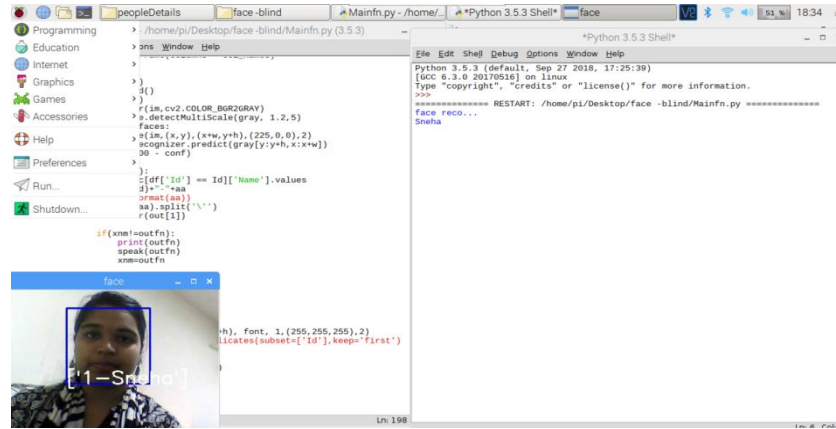 peopleDetails face -blind Mainfn.py - /home/... *Python 3.5.3 Shell* face 51 % 18:34
Programming
Education
Internet
Graphics
Games
Accessories
Help
Preferences
Run...
Shutdown...
- /home/pi/Desktop/face -blind/Mainfn.py (3.5.3)
ons Window Help
)
d()
)
r(im,cv2.COLOR_BGR2GRAY)
e.detectMultiScale(gray, 1.2,5)
faces:
e(im,(x,y),(x+w,y+h),(225,0,0),2)
ecognizer.predict(gray[y:y+h,x:x+w])
00 - conf)
):
c[df['Id'] == Id]['Name'].values
d)+"-"+aa
ormat(aa))
aa).split('\'')
r(out[1])
if(xnm!=outfn):
print(outfn)
speak(outfn)
xnm=outfn
+h), font, 1,(255,255,255),2)
licates(subset=['Id'],keep='first')
)
Ln: 198
face
['1-Sneha']
*Python 3.5.3 Shell*
File Edit Shell Debug Options Window Help
Python 3.5.3 (default, Sep 27 2018, 17:25:39)
[GCC 6.3.0 20170516] on linux
Type "copyright", "credits" or "license()" for more information.
>>>
============== RESTART: /home/pi/Desktop/face -blind/Mainfn.py ==============
face reco...
Sneha
Ln: 6 Col